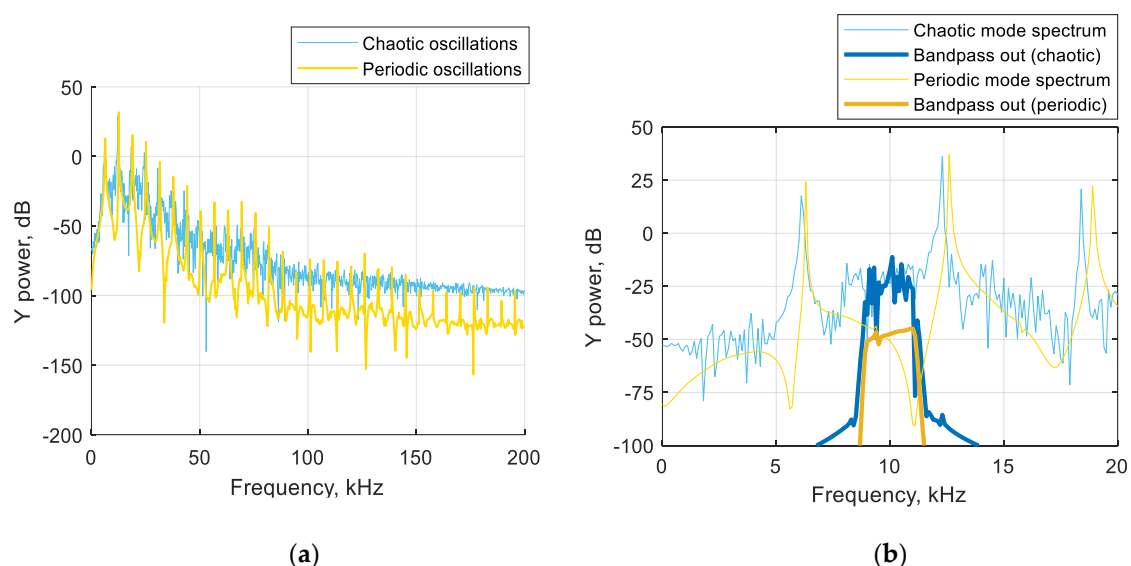 Chaotic oscillations
Periodic oscillations
50
0
-50
-100
-150
-200
0
50
100
150
200
Y power, dB
Frequency, kHz
(a)
Chaotic mode spectrum
Bandpass out (chaotic)
Periodic mode spectrum
Bandpass out (periodic)
50
25
0
-25
-50
-75
-100
0
5
10
15
20
Y power, dB
Frequency, kHz
(b)